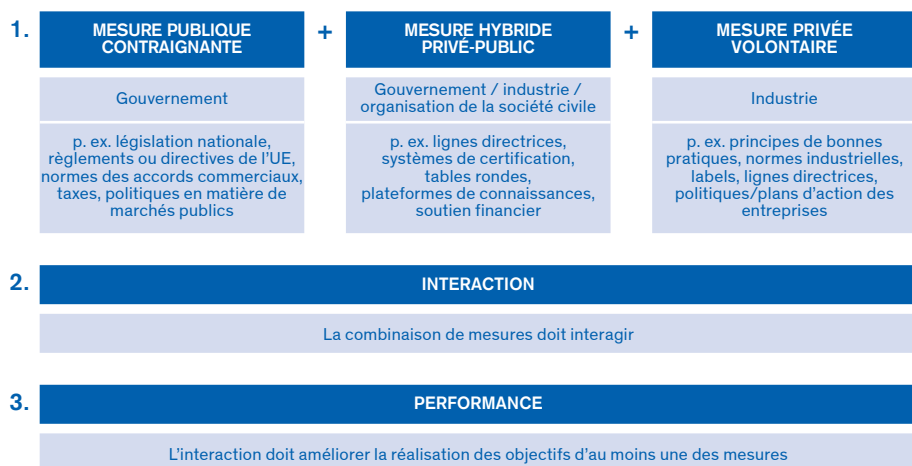 1.
MESURE PUBLIQUE
CONTRAIGNANTE
+
MESURE HYBRIDE
PRIVÉ-PUBLIC
+
MESURE PRIVÉE
VOLONTAIRE
Gouvernement
Gouvernement / industrie /
organisation de la société civile
Industrie
p. ex. législation nationale,
règlements ou directives de l’UE,
normes des accords commerciaux,
taxes, politiques en matière de
marchés publics
p. ex. lignes directrices,
systèmes de certification,
tables rondes,
plateformes de connaissances,
soutien financier
p. ex. principes de bonnes
pratiques, normes industrielles,
labels, lignes directrices,
politiques/plans d’action des
entreprises
2.
INTERACTION
La combinaison de mesures doit interagir
3.
PERFORMANCE
L’interaction doit améliorer la réalisation des objectifs d’au moins une des mesures